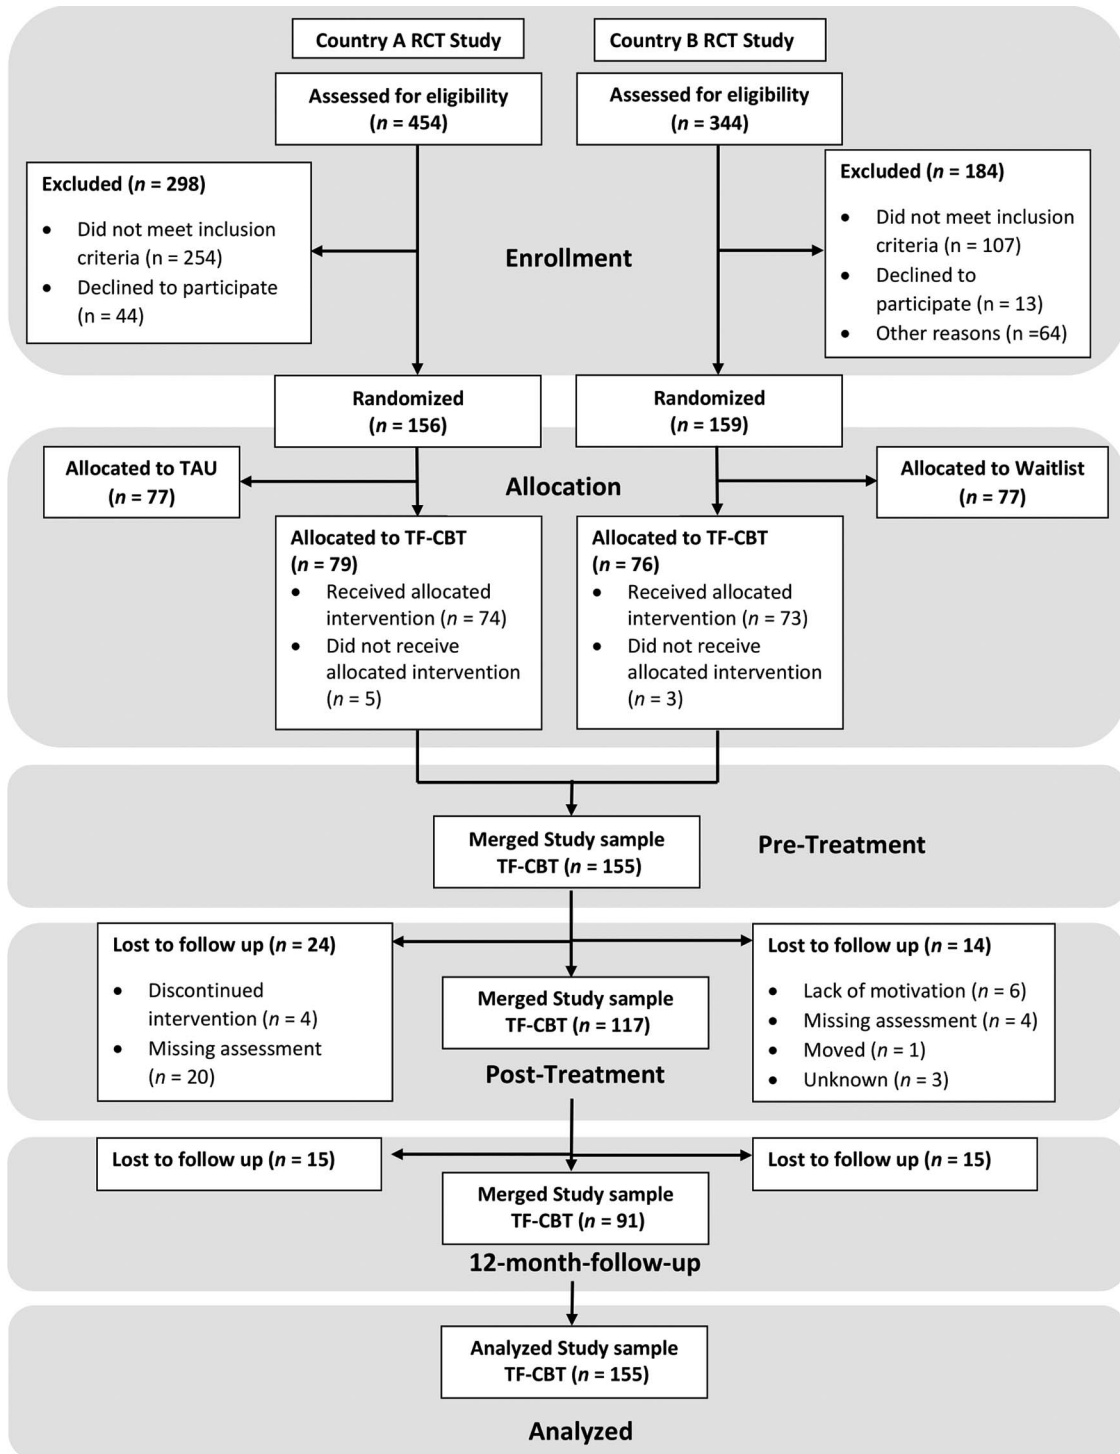 Country A RCT Study
Country B RCT Study
Assessed for eligibility
(n = 454)
Assessed for eligibility
(n = 344)
Excluded (n = 298)
• Did not meet inclusion
criteria (n = 254)
• Declined to participate
(n = 44)
Enrollment
Excluded (n = 184)
• Did not meet inclusion
criteria (n = 107)
• Declined to
participate (n = 13)
• Other reasons (n =64)
Randomized
(n = 156)
Randomized
(n = 159)
Allocated to TAU
(n = 77)
Allocation
Allocated to Waitlist
(n = 77)
Allocated to TF-CBT
(n = 79)
• Received allocated
intervention (n = 74)
• Did not receive
allocated intervention
(n = 5)
Allocated to TF-CBT
(n = 76)
• Received allocated
intervention (n = 73)
• Did not receive
allocated intervention
(n = 3)
Merged Study sample
TF-CBT (n = 155)
Pre-Treatment
Lost to follow up (n = 24)
• Discontinued
intervention (n = 4)
• Missing assessment
(n = 20)
Merged Study sample
TF-CBT (n = 117)
Post-Treatment
Lost to follow up (n = 14)
• Lack of motivation (n = 6)
• Missing assessment (n = 4)
• Moved (n = 1)
• Unknown (n = 3)
Lost to follow up (n = 15)
Lost to follow up (n = 15)
Merged Study sample
TF-CBT (n = 91)
12-month-follow-up
Analyzed Study sample
TF-CBT (n = 155)
Analyzed